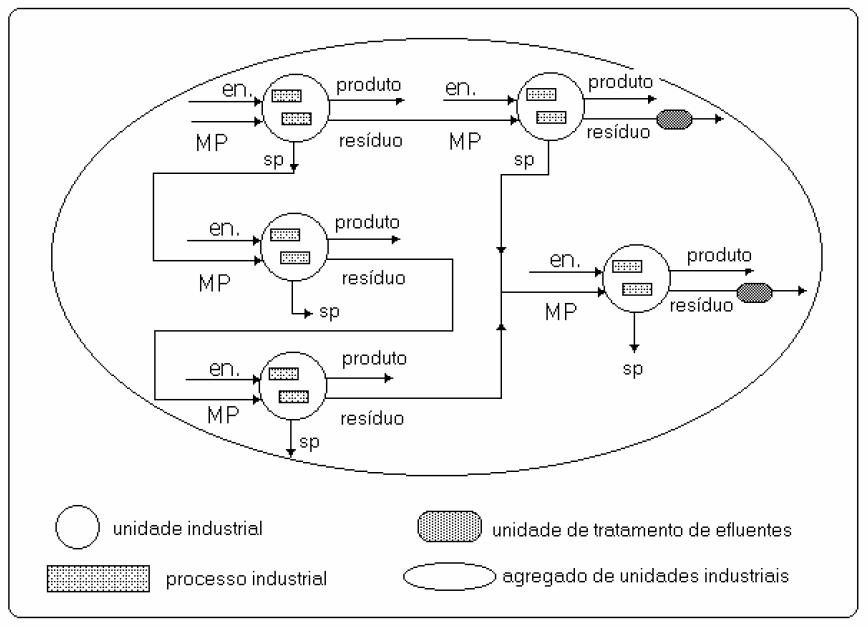 en. produto en. produto
MP resíduo MP resíduo
sp sp
en. produto
MP resíduo sp
en. produto
MP resíduo
en. produto
MP resíduo
sp
sp
unidade industrial unidade de tratamento de efluentes
processo industrial agregado de unidades industriais